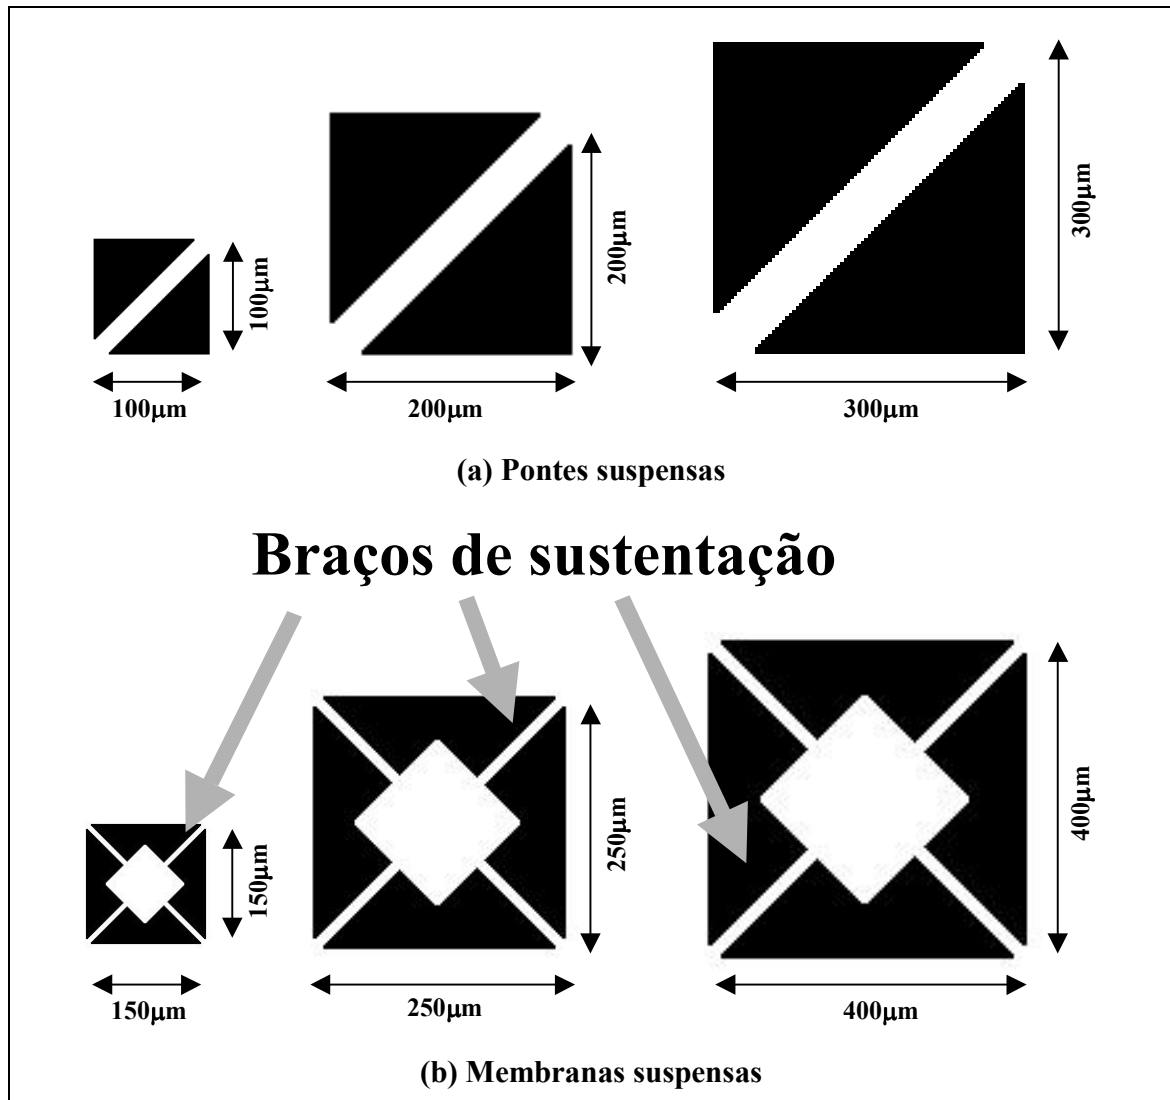 100μm
200μm
300μm
100μm
200μm
300μm
(a) Pontes suspensas
Braços de sustentação
150μm
250μm
400μm
150μm
250μm
400μm
(b) Membranas suspensas